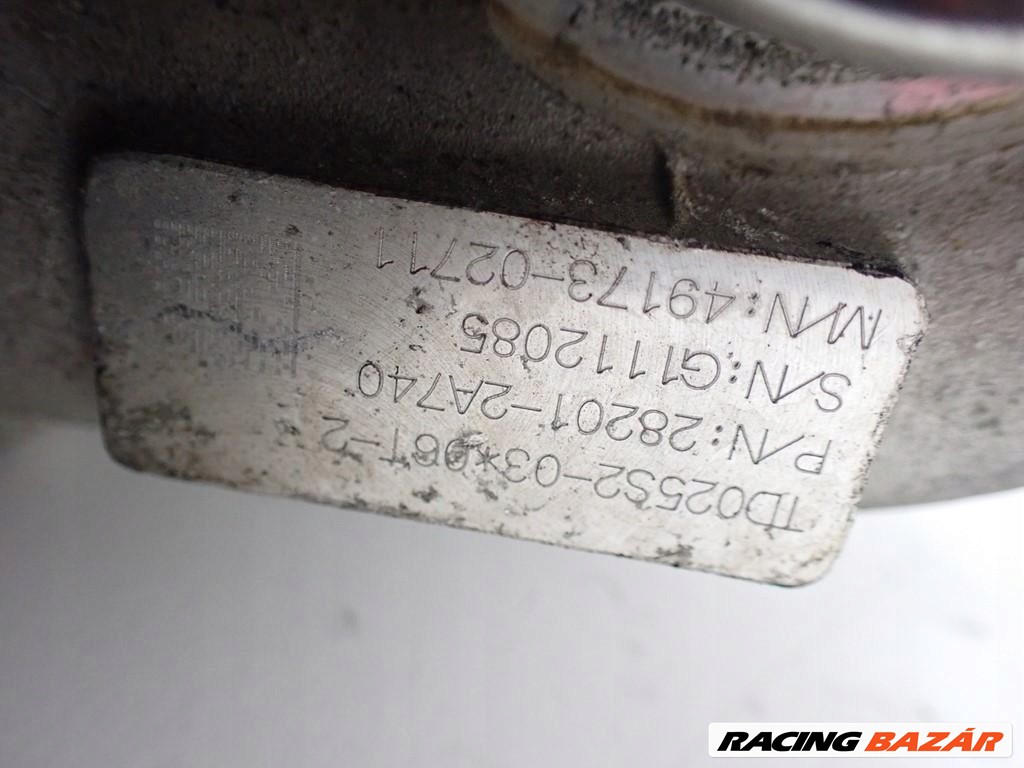 TD025S2-03*06T-2
P/N:28201-2A740
S/N:G1112085
M/N:49173-02711
RACING BAZÁR